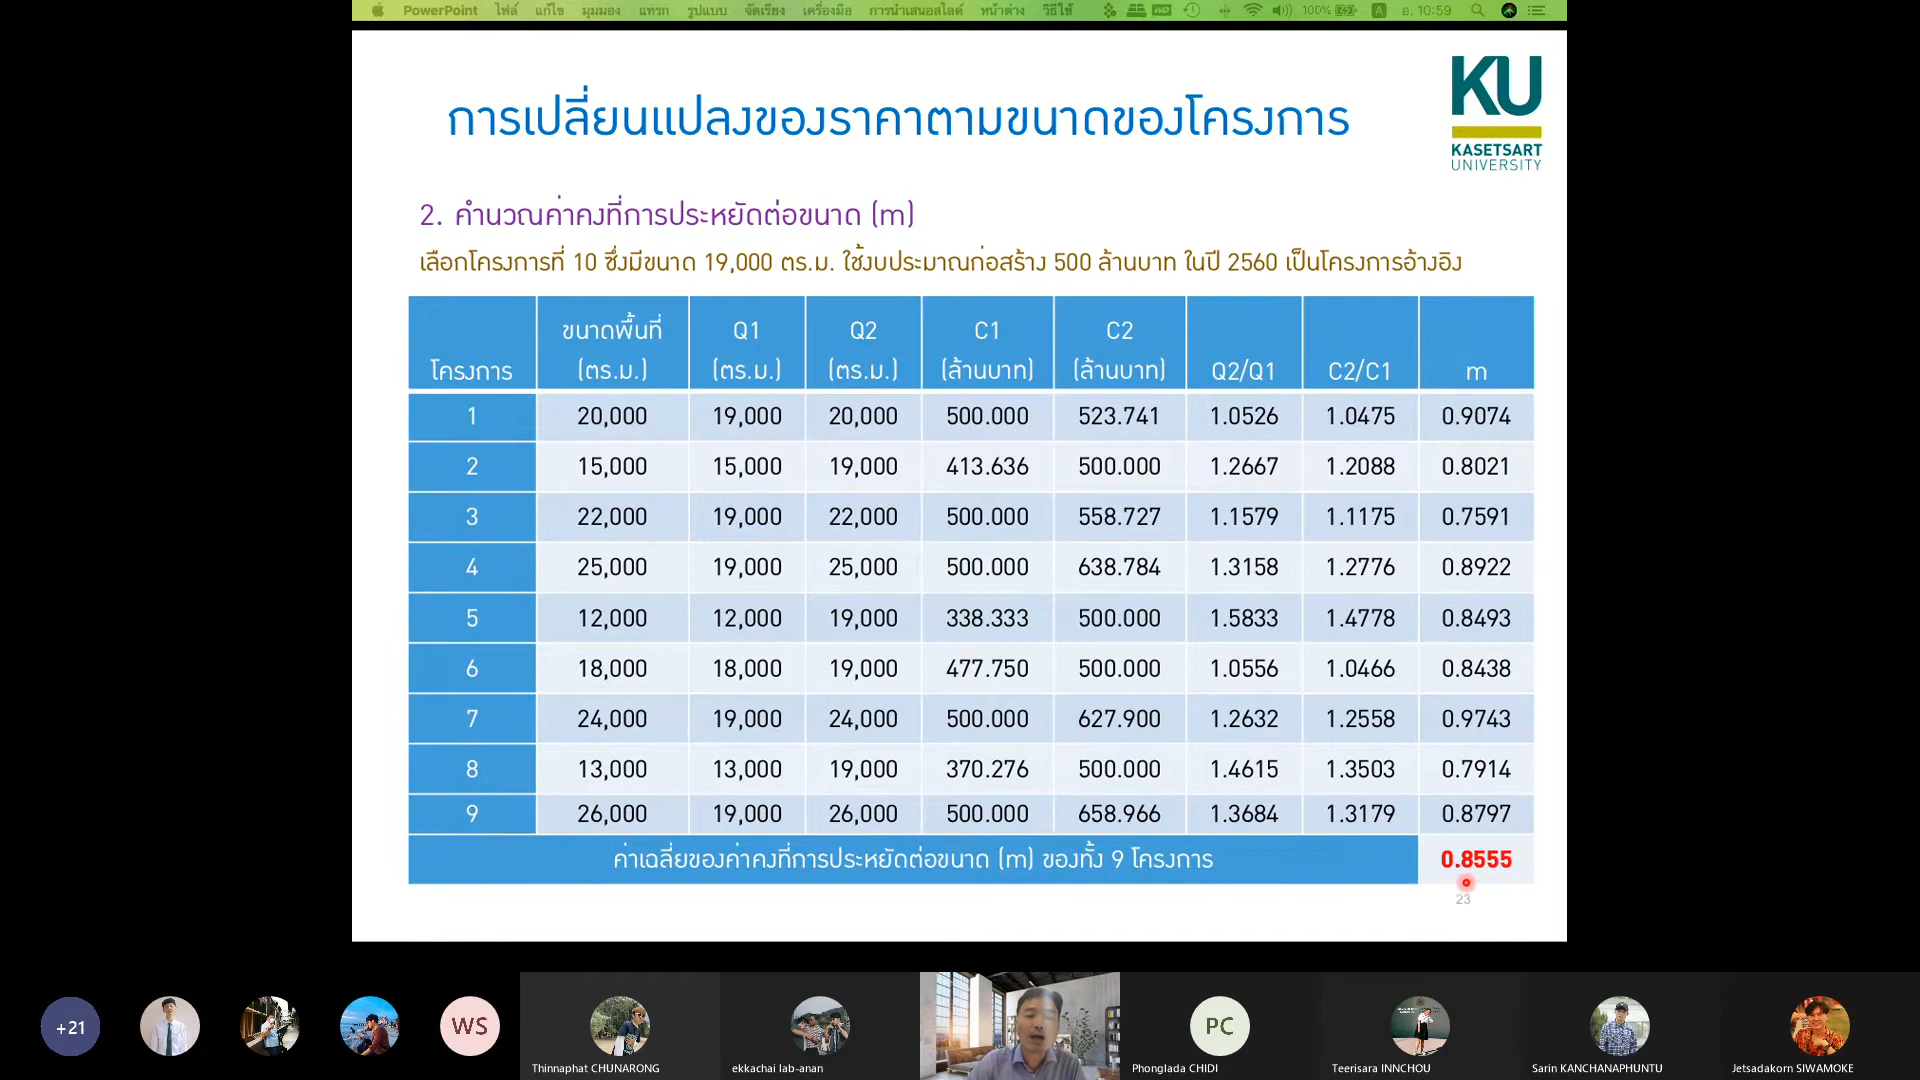 PowerPoint ไฟล์ แก้ไข มุมมอง แทรก รูปแบบ จัดเรียง เครื่องมือ การนำเสนอสไลด์ หน้าต่าง วิธีใช้ 100% A อ. 10:59
การเปลี่ยนแปลงของราคาตามขนาดของโครงการ
KU
KASETSART
UNIVERSITY
2. คำนวณค่าคงที่การประหยัดต่อขนาด (m)
เลือกโครงการที่ 10 ซึ่งมีขนาด 19,000 ตร.ม. ใช้งบประมาณก่อสร้าง 500 ล้านบาท ในปี 2560 เป็นโครงการอ้างอิง
โครงการ ขนาดพื้นที่ (ตร.ม.) Q1 (ตร.ม.) Q2 (ตร.ม.) C1 (ล้านบาท) C2 (ล้านบาท) Q2/Q1 C2/C1 m
1 20,000 19,000 20,000 500.000 523.741 1.0526 1.0475 0.9074
2 15,000 15,000 19,000 413.636 500.000 1.2667 1.2088 0.8021
3 22,000 19,000 22,000 500.000 558.727 1.1579 1.1175 0.7591
4 25,000 19,000 25,000 500.000 638.784 1.3158 1.2776 0.8922
5 12,000 12,000 19,000 338.333 500.000 1.5833 1.4778 0.8493
6 18,000 18,000 19,000 477.750 500.000 1.0556 1.0466 0.8438
7 24,000 19,000 24,000 500.000 627.900 1.2632 1.2558 0.9743
8 13,000 13,000 19,000 370.276 500.000 1.4615 1.3503 0.7914
9 26,000 19,000 26,000 500.000 658.966 1.3684 1.3179 0.8797
ค่าเฉลี่ยของค่าคงที่การประหยัดต่อขนาด (m) ของทั้ง 9 โครงการ 0.8555
23
+21 WS PC
Thinnaphat CHUNARONG ekkachai lab-anan Phonglada CHIDI Teerisara INNCHOU Sarin KANCHANAPHUNTU Jetsadakorn SIWAMOKE